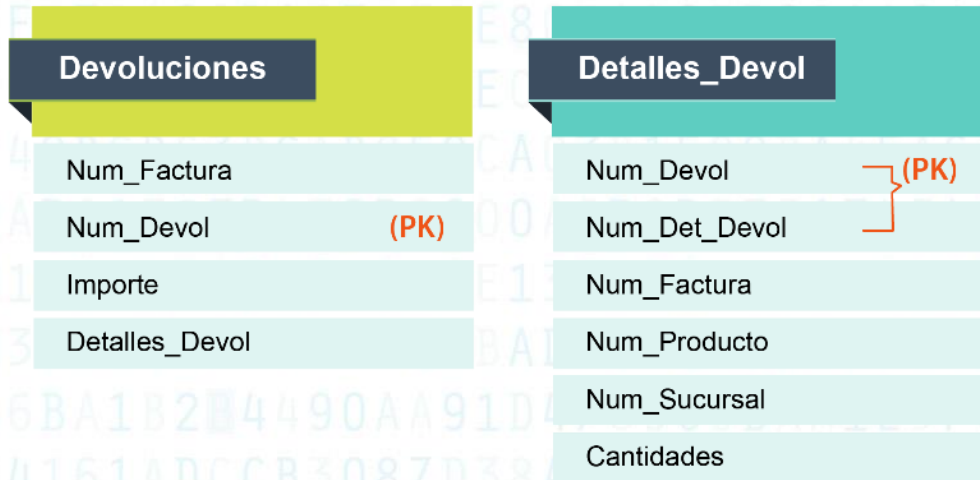 Devoluciones
Num_Factura
Num_Devol (PK)
Importe
Detalles_Devol
Detalles_Devol
Num_Devol (PK)
Num_Det_Devol
Num_Factura
Num_Producto
Num_Sucursal
Cantidades